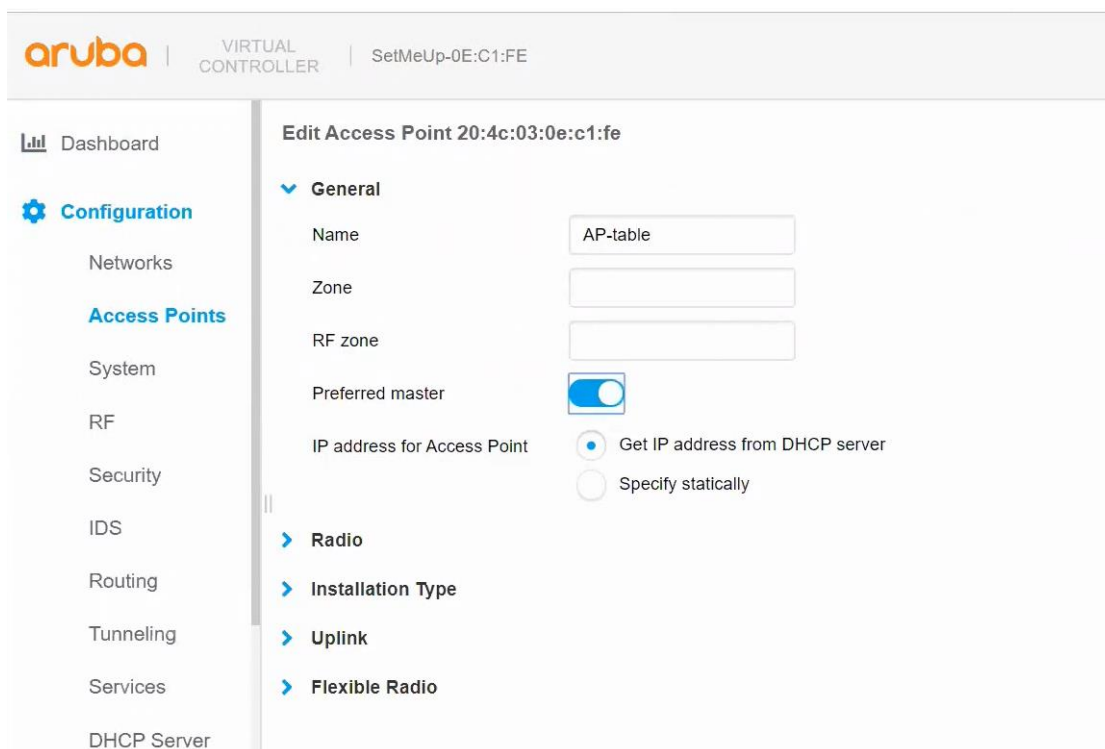 aruba
VIRTUAL
CONTROLLER
SetMeUp-0E:C1:FE
Dashboard
Configuration
Networks
Access Points
System
RF
Security
IDS
Routing
Tunneling
Services
DHCP Server
Edit Access Point 20:4c:03:0e:c1:fe
General
Name
AP-table
Zone
RF zone
Preferred master
IP address for Access Point
Get IP address from DHCP server
Specify statically
Radio
Installation Type
Uplink
Flexible Radio